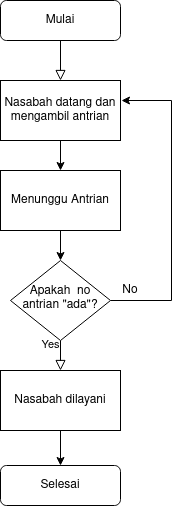 Mulai
Nasabah datang dan
mengambil antrian
Menunggu Antrian
Apakah no
antrian "ada"?
No
Yes
Nasabah dilayani
Selesai